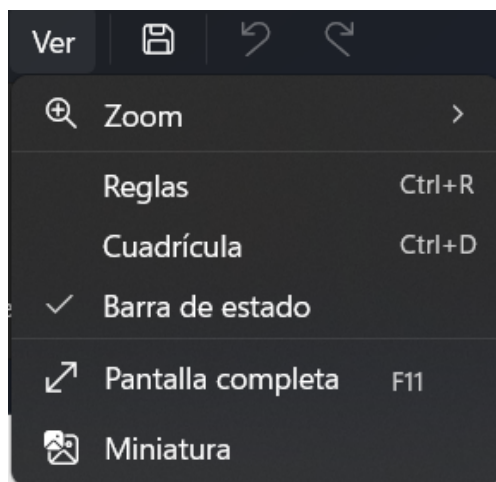 Ver
Zoom
Reglas Ctrl+R
Cuadrícula Ctrl+D
Barra de estado
Pantalla completa F11
Miniatura